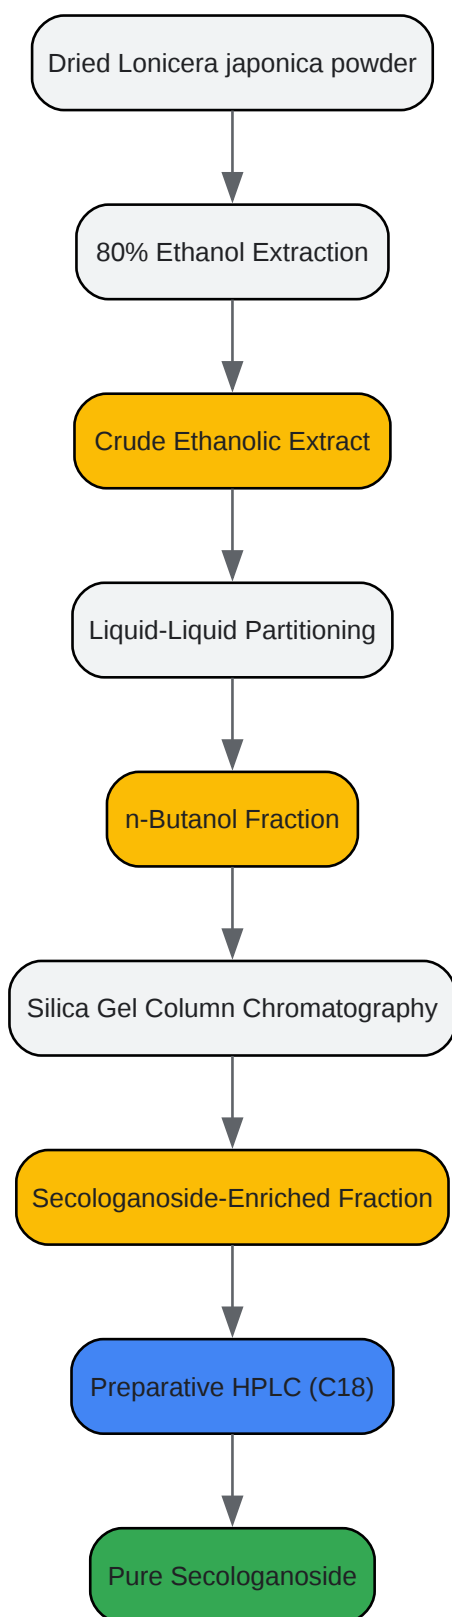 Dried Lonicera japonica powder
80% Ethanol Extraction
Crude Ethanolic Extract
Liquid-Liquid Partitioning
n-Butanol Fraction
Silica Gel Column Chromatography
Secologanoside-Enriched Fraction
Preparative HPLC (C18)
Pure Secologanoside